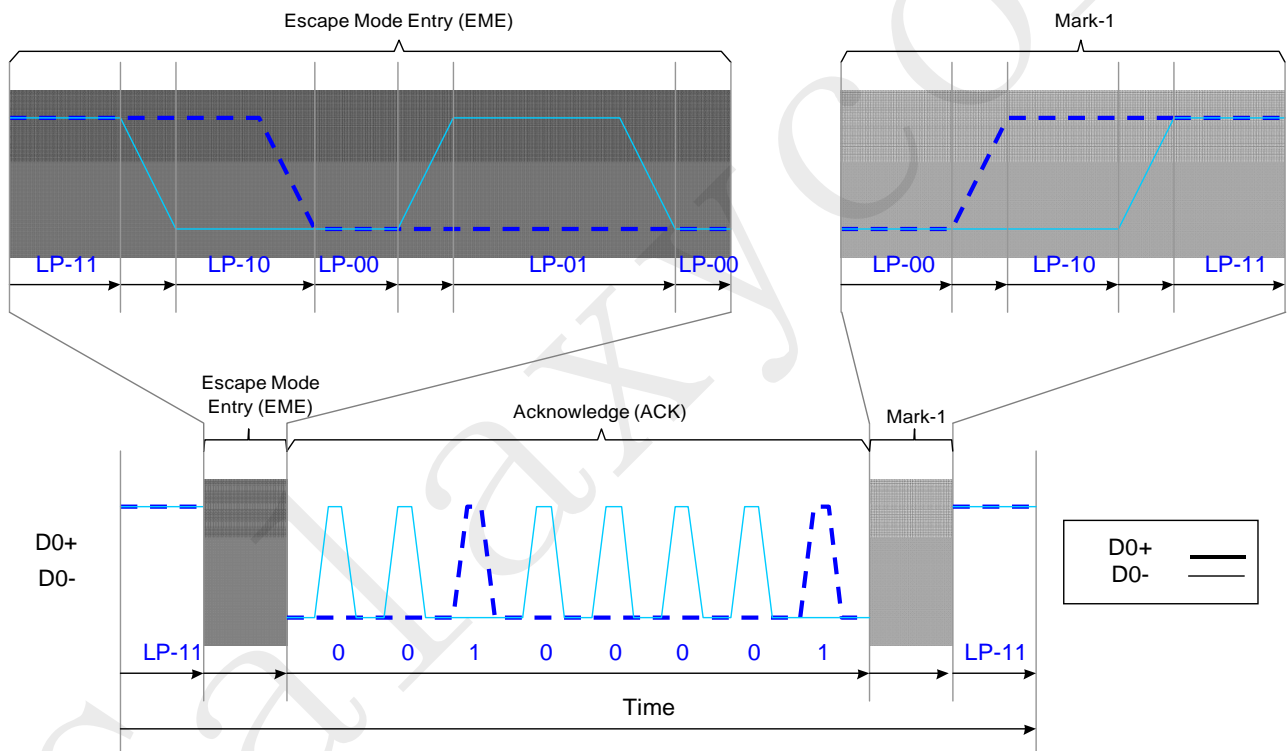 Escape Mode Entry (EME)
Mark-1
LP-11 LP-10 LP-00 LP-01 LP-00
LP-00 LP-10 LP-11
Escape Mode
Entry (EME)
Acknowledge (ACK)
Mark-1
D0+
D0-
D0+
D0-
LP-11 0 0 1 0 0 0 0 1 LP-11
Time